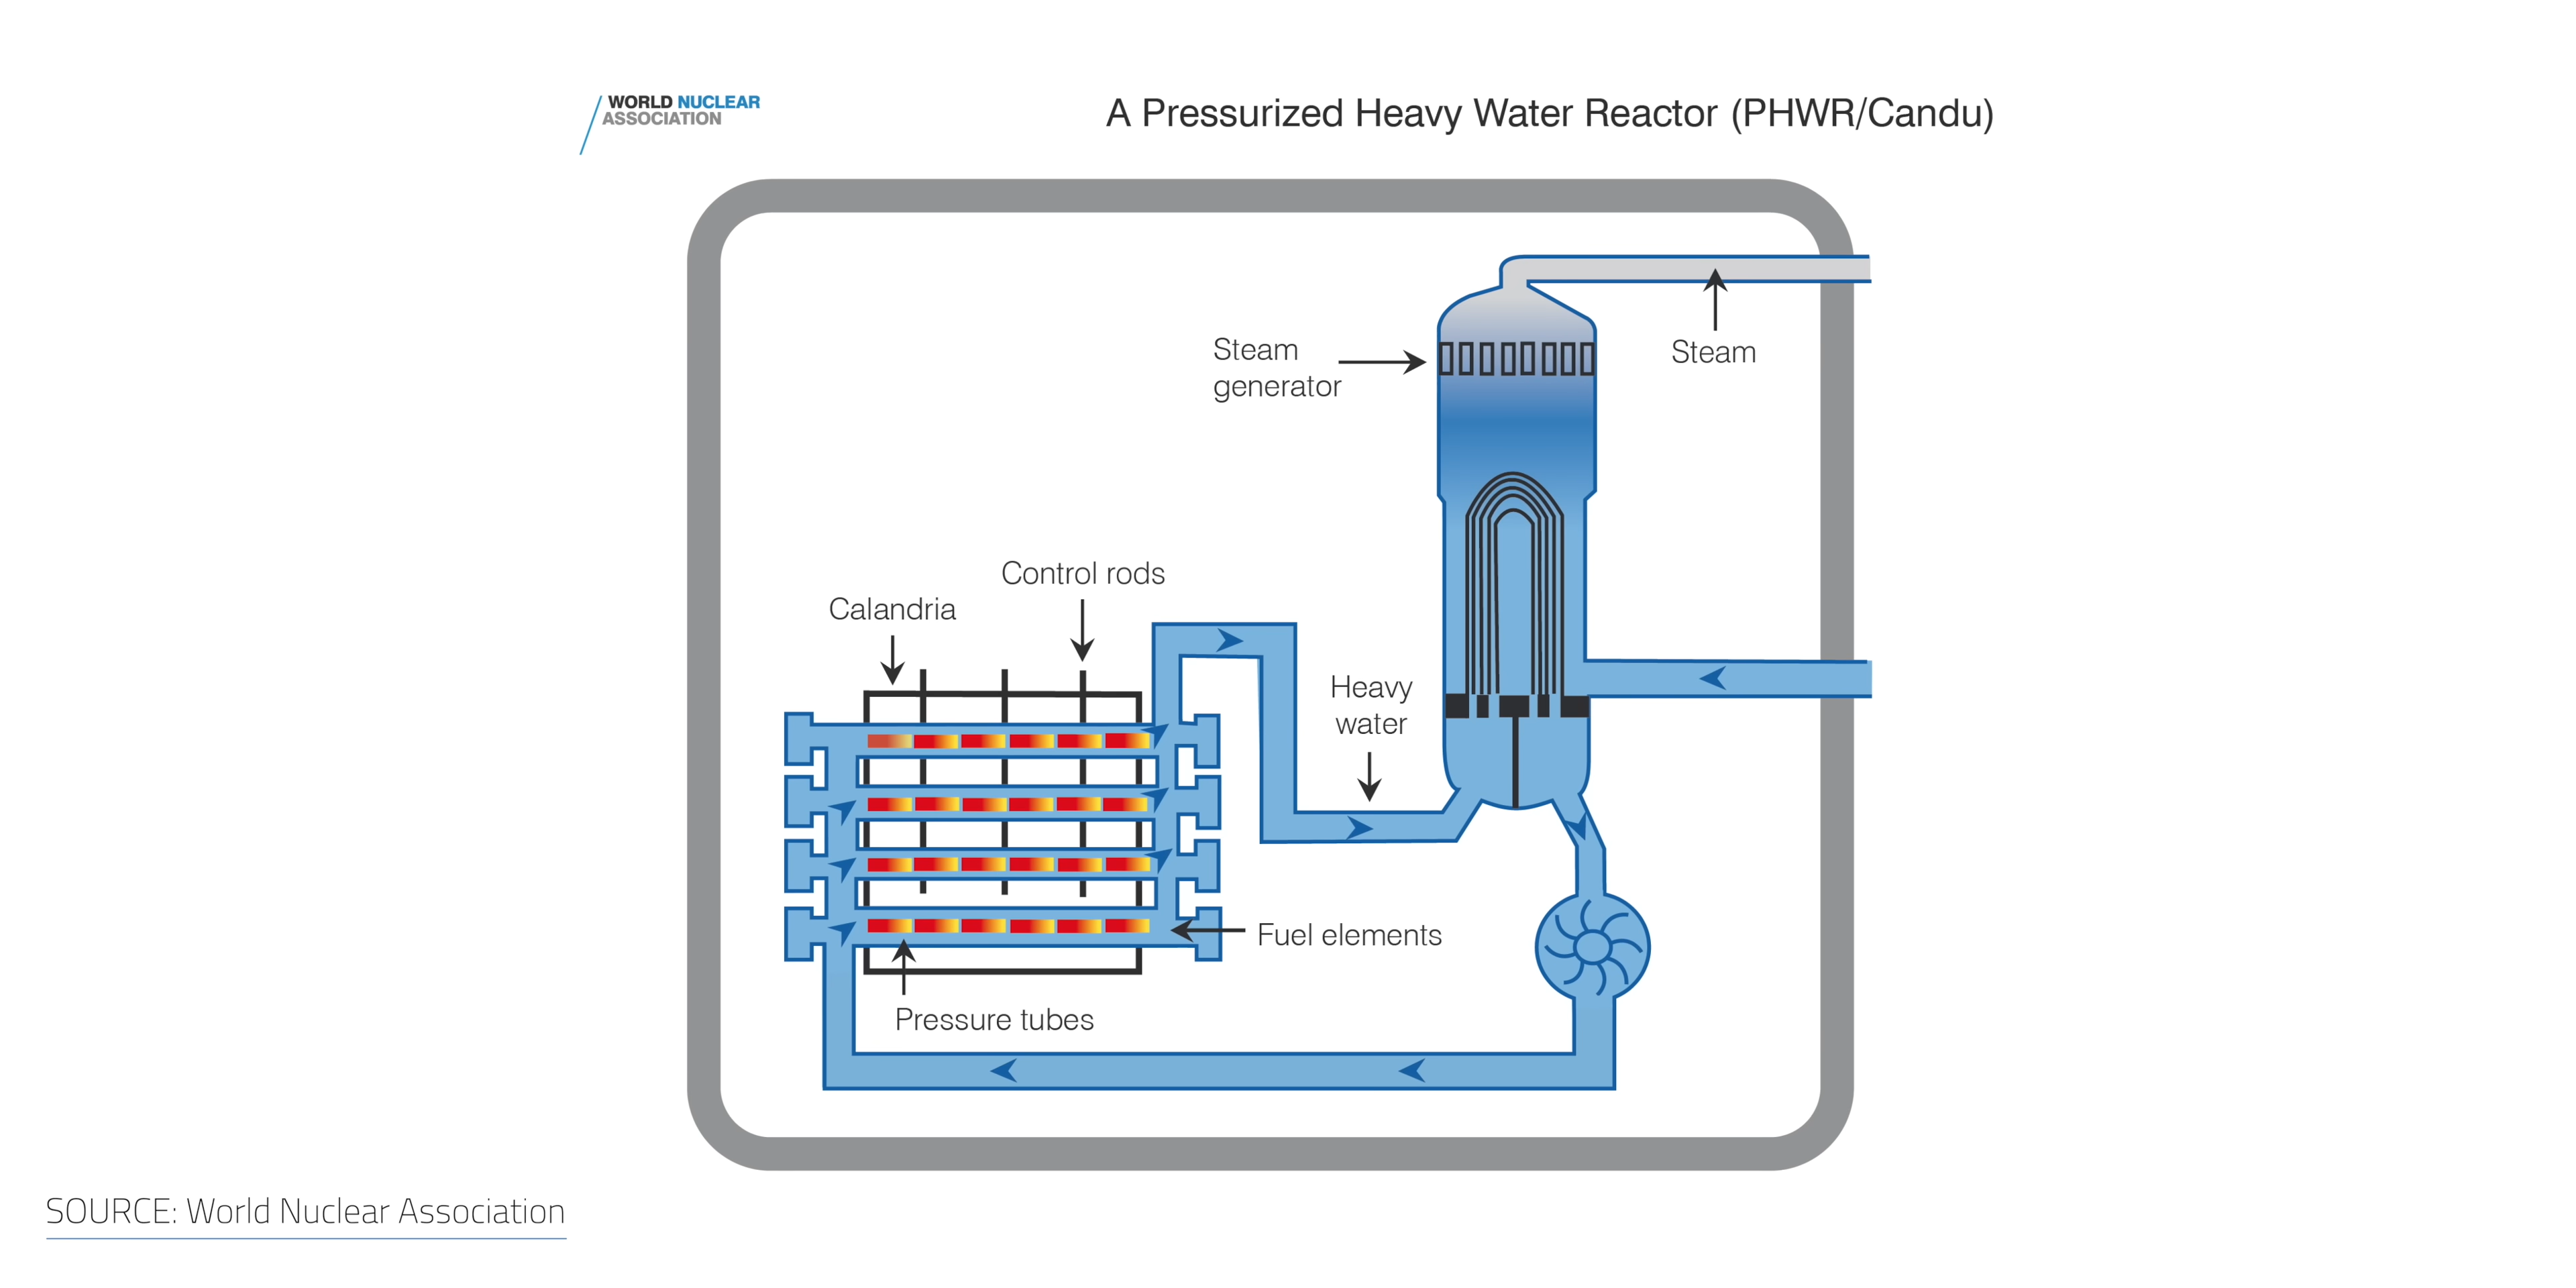 WORLD NUCLEAR
ASSOCIATION
A Pressurized Heavy Water Reactor (PHWR/Candu)
Steam
generator
Steam
Control rods
Calandria
Heavy
water
Fuel elements
Pressure tubes
SOURCE: World Nuclear Association